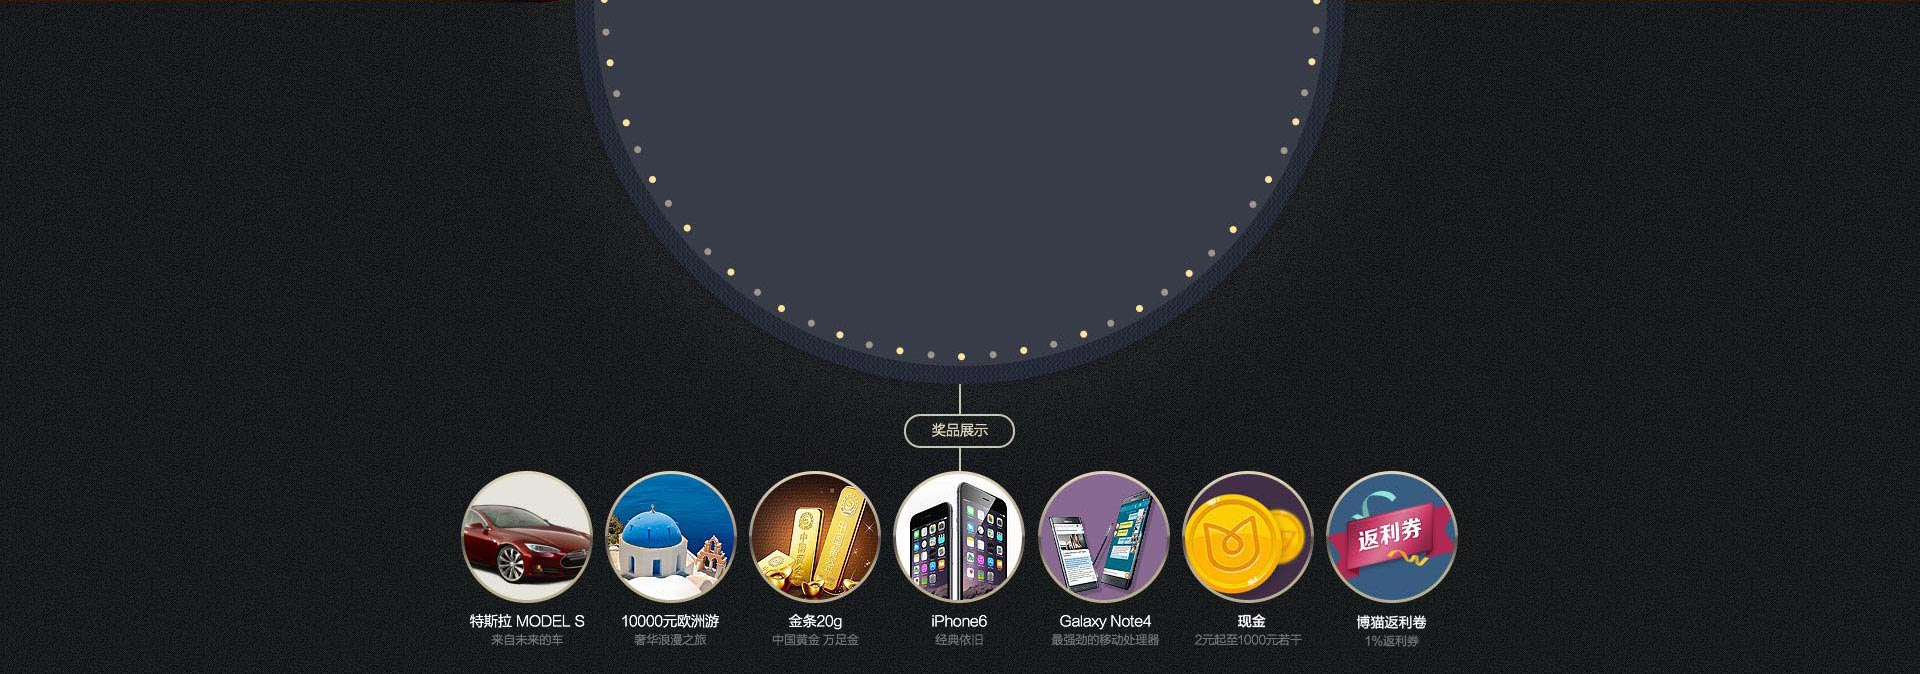 奖品展示
返利券
特斯拉 MODEL S
来自未来的车
10000元欧洲游
奢华浪漫之旅
金条20g
中国黄金 万足金
iPhone6
经典依旧
Galaxy Note4
最强劲的移动处理器
现金
2元起至1000元若干
博猫返利卷
1%返利券